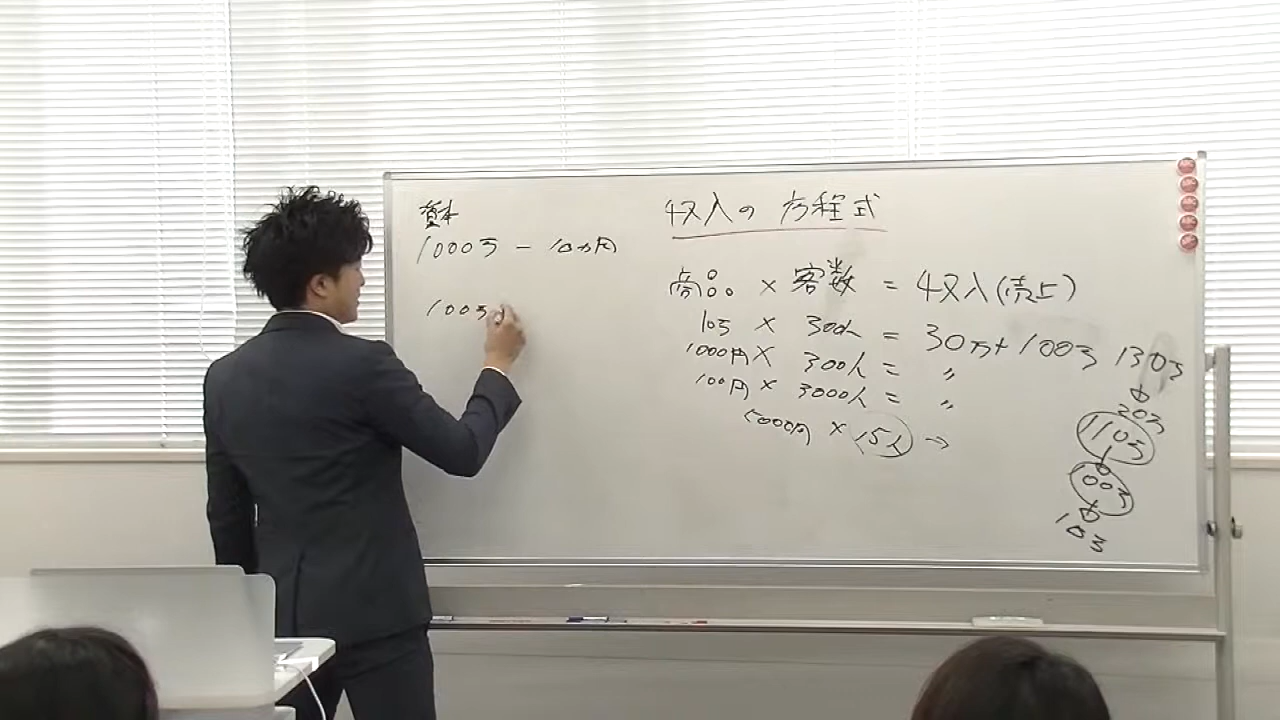 資本
1000万 - 10カ月
100万
収入の 方程式
商品 × 客数 = 収入(売上)
10万 × 30人 = 30万+100万 130万
1000円 × 300人 = 〃
100円 × 3000人 = 〃
5000円 × 15人 →
↓
20万
110万
↓
100万
↓
10万